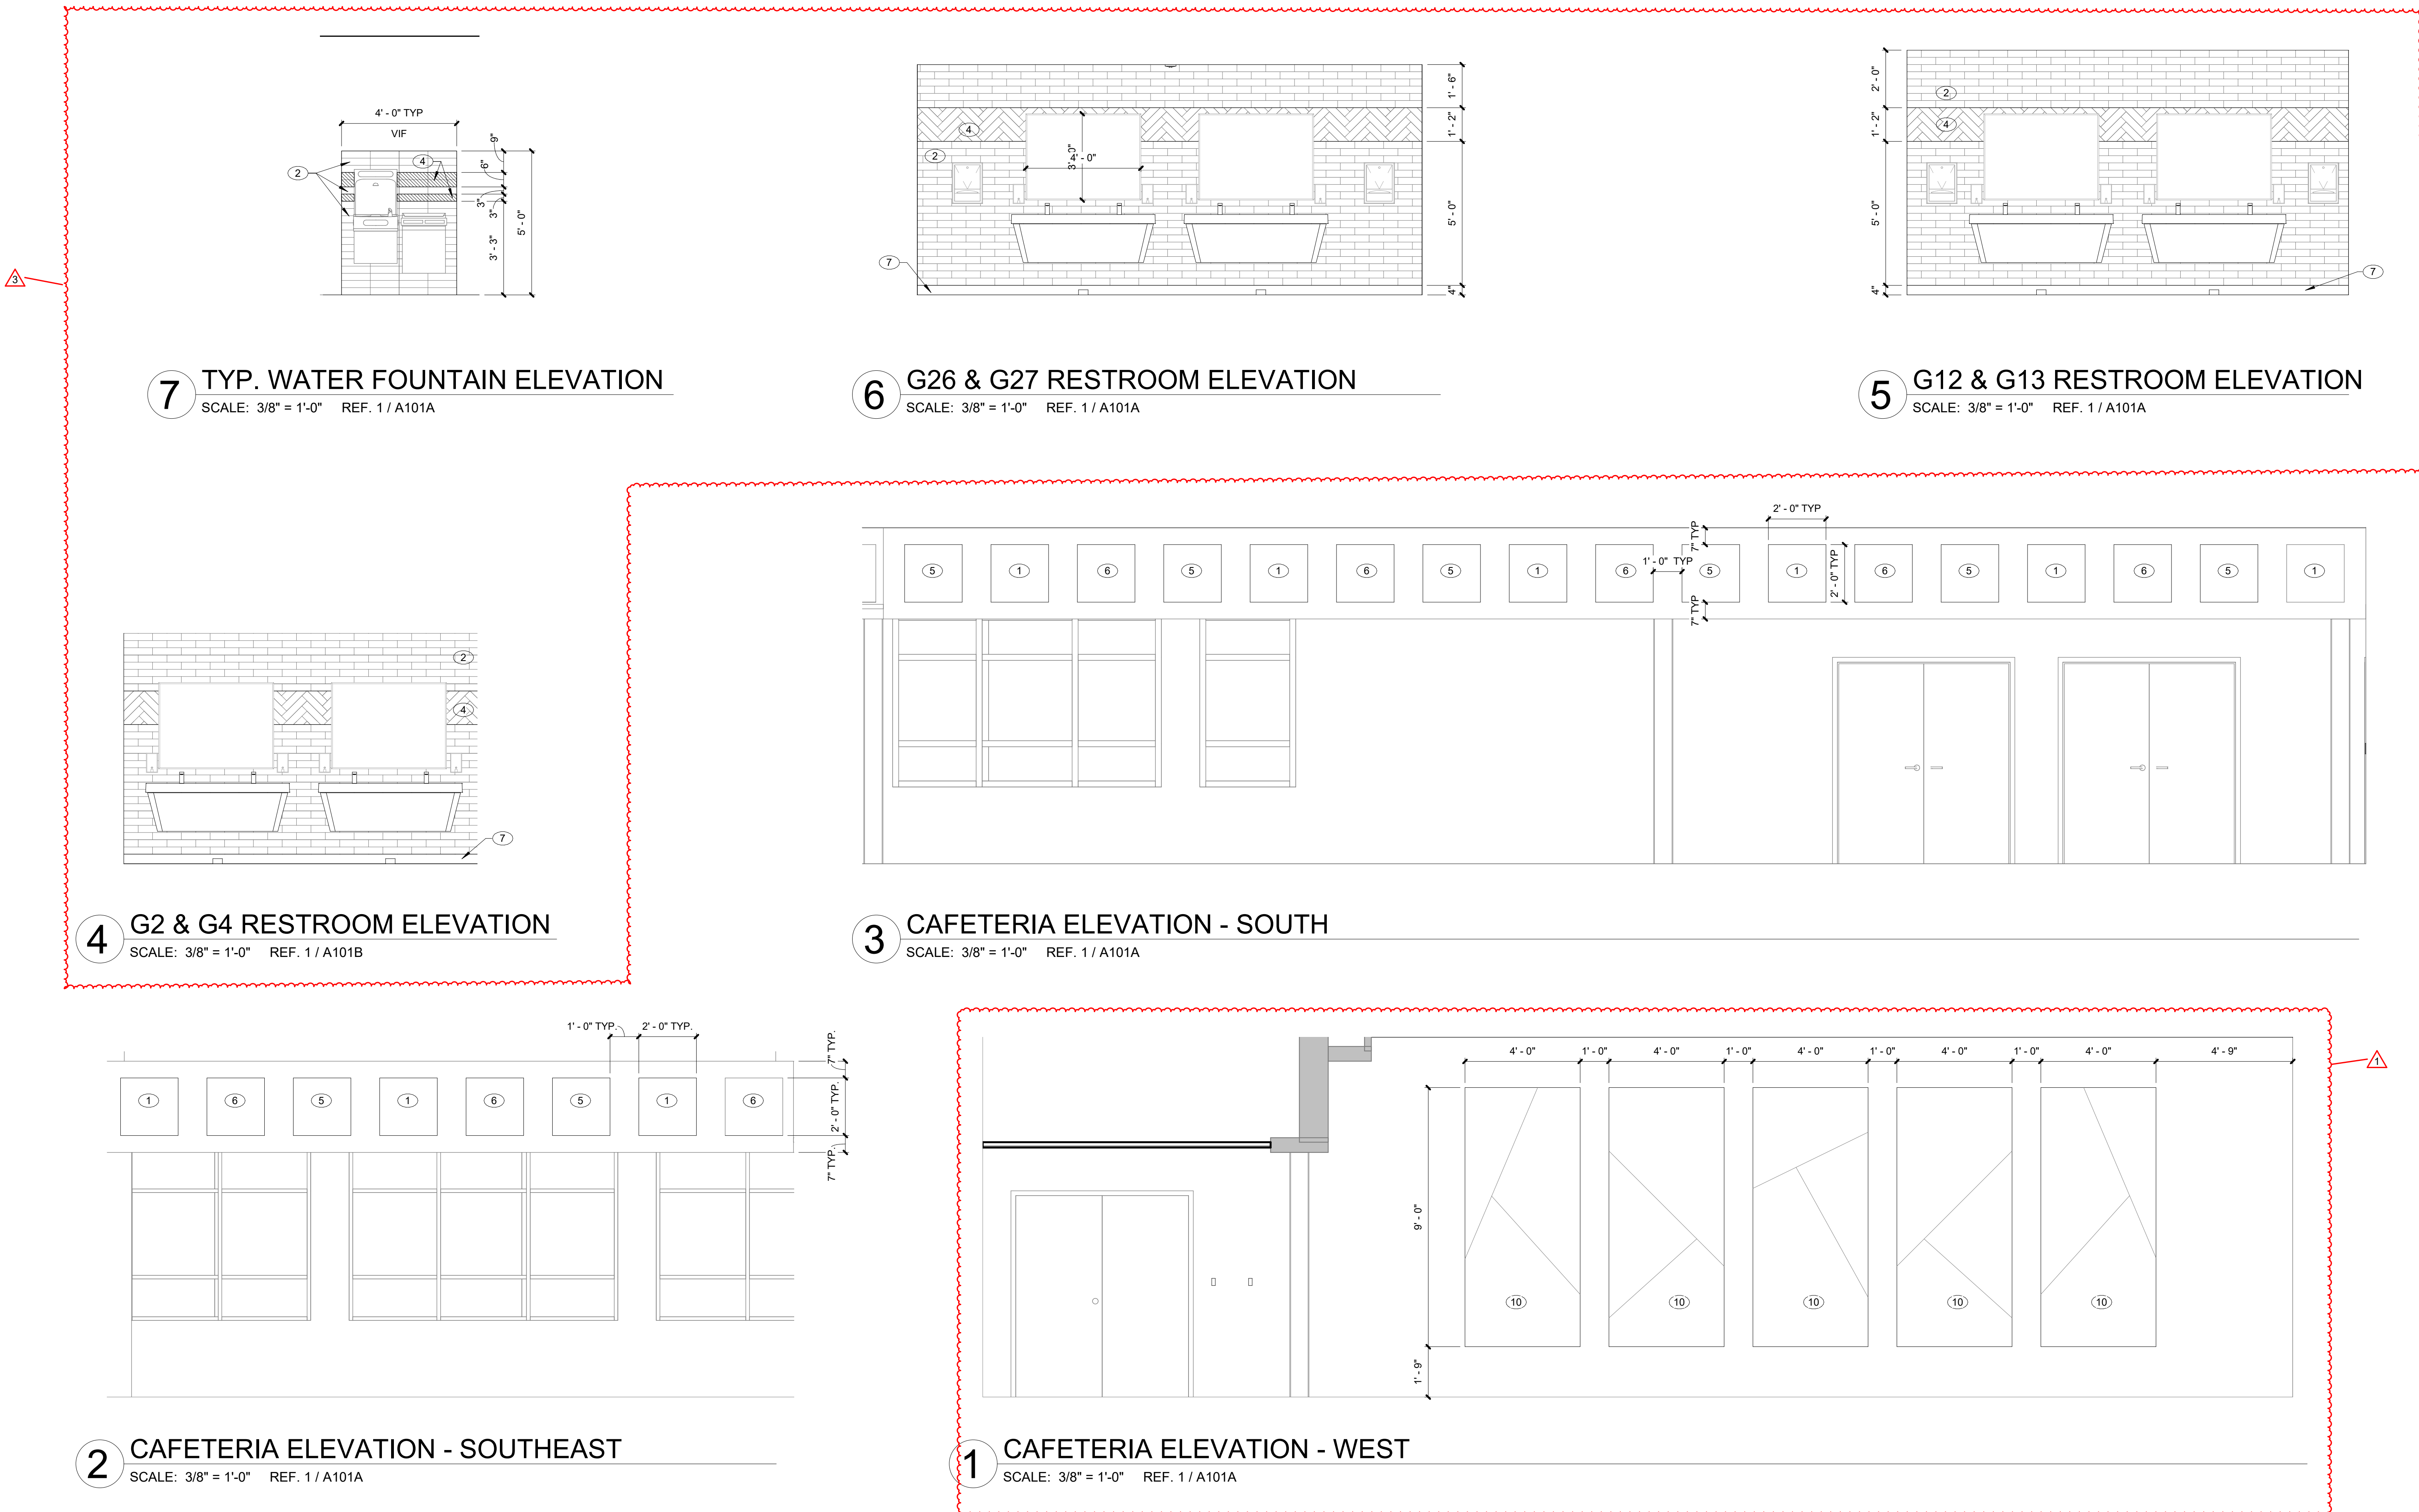 4' - 0" TYP
VIF
9"
6"
3"
3"
3' - 3"
5' - 0"
2
4
3
7
TYP. WATER FOUNTAIN ELEVATION
SCALE: 3/8" = 1'-0" REF. 1 / A101A
4
2
7
3' - 0"
4' - 0"
1' - 6"
1' - 2"
5' - 0"
4"
6
G26 & G27 RESTROOM ELEVATION
SCALE: 3/8" = 1'-0" REF. 1 / A101A
2' - 0"
1' - 2"
5' - 0"
4"
2
4
7
5
G12 & G13 RESTROOM ELEVATION
SCALE: 3/8" = 1'-0" REF. 1 / A101A
2
4
7
4
G2 & G4 RESTROOM ELEVATION
SCALE: 3/8" = 1'-0" REF. 1 / A101B
2' - 0" TYP
7" TYP
1' - 0" TYP
2' - 0" TYP
7" TYP
5 1 6 5 1 6 5 1 6 5 1 6 5 1 6 5 1
3
CAFETERIA ELEVATION - SOUTH
SCALE: 3/8" = 1'-0" REF. 1 / A101A
1' - 0" TYP. 2' - 0" TYP.
7" TYP.
2' - 0" TYP.
7" TYP.
1 6 5 1 6 5 1 6
2
CAFETERIA ELEVATION - SOUTHEAST
SCALE: 3/8" = 1'-0" REF. 1 / A101A
4' - 0" 1' - 0" 4' - 0" 1' - 0" 4' - 0" 1' - 0" 4' - 0" 1' - 0" 4' - 0" 4' - 9"
1
9' - 0"
1' - 9"
10 10 10 10 10
1
CAFETERIA ELEVATION - WEST
SCALE: 3/8" = 1'-0" REF. 1 / A101A